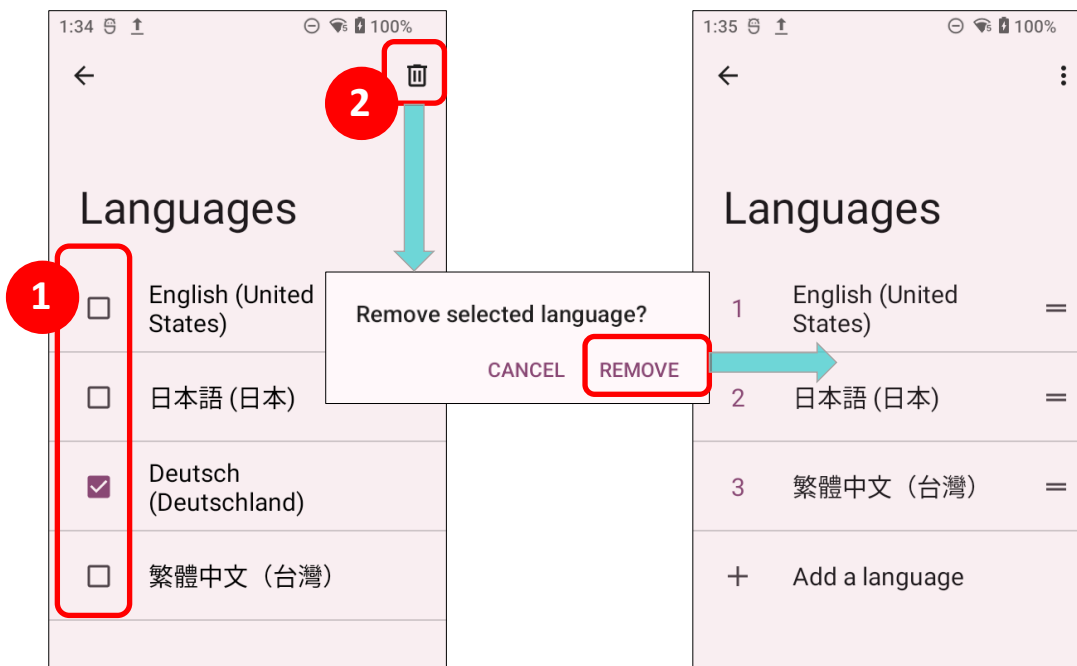 1:34 100%
2
Languages
1
English (United
States)
日本語 (日本)
Deutsch
(Deutschland)
繁體中文（台灣）
Remove selected language?
CANCEL REMOVE
1:35 5 100%
Languages
1 English (United
States)
2 日本語 (日本)
3 繁體中文（台灣）
+ Add a language